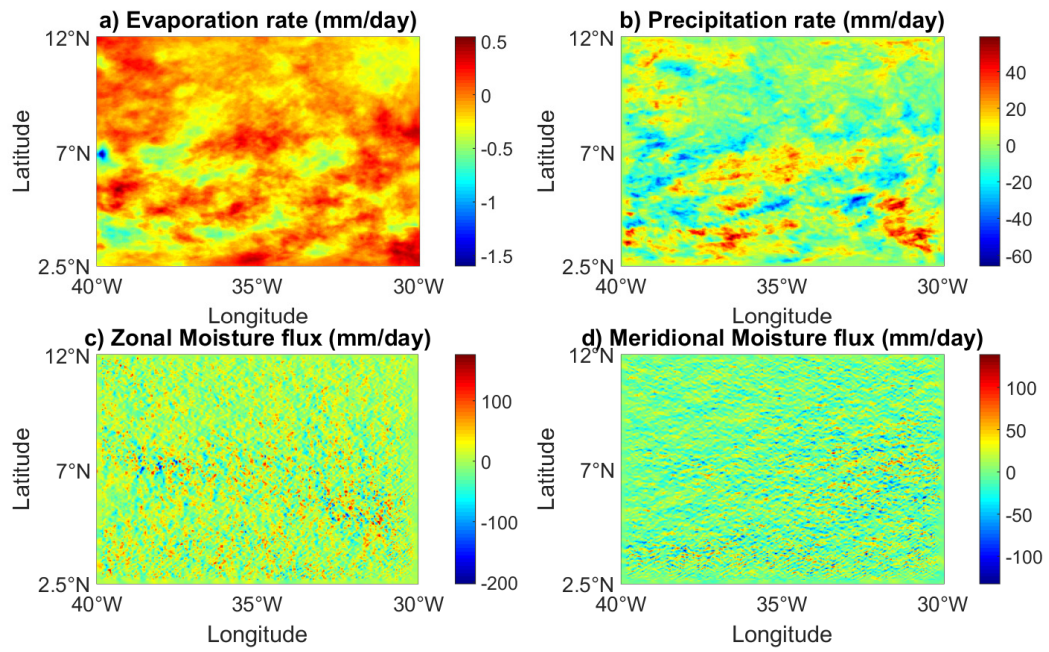 a) Evaporation rate (mm/day)
12°N
7°N
2.5°N
Latitude
40°W 35°W 30°W
Longitude
0.5
0
-0.5
-1
-1.5
b) Precipitation rate (mm/day)
12°N
7°N
2.5°N
Latitude
40°W 35°W 30°W
Longitude
40
20
0
-20
-40
-60
c) Zonal Moisture flux (mm/day)
12°N
7°N
2.5°N
Latitude
40°W 35°W 30°W
Longitude
100
0
-100
-200
d) Meridional Moisture flux (mm/day)
12°N
7°N
2.5°N
Latitude
40°W 35°W 30°W
Longitude
100
50
0
-50
-100